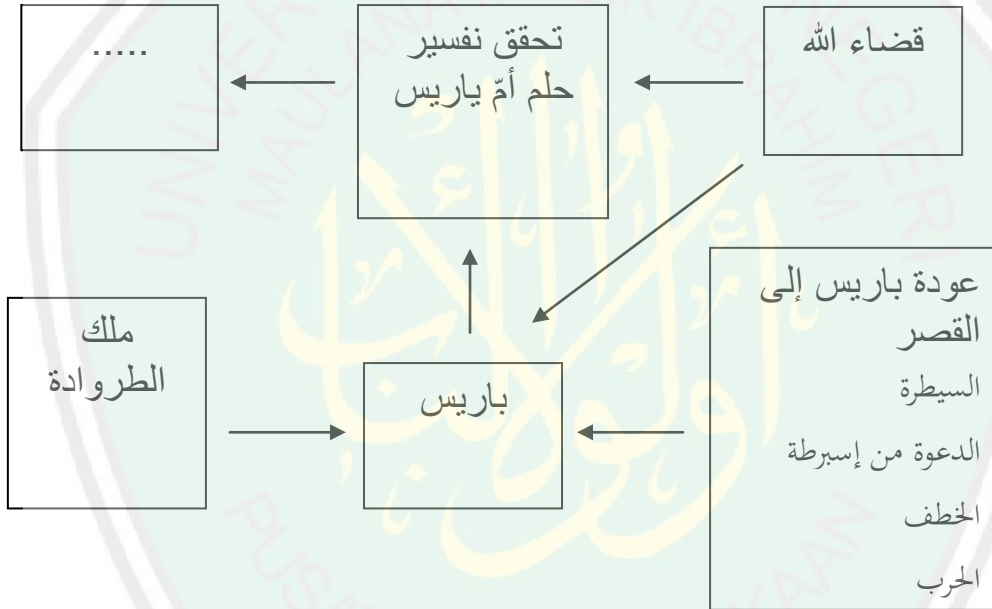 قضاء الله
تحقق نفسير
حلم أمّ ياريس
.....
عودة باريس إلى
القصر
السيطرة
الدعوة من إسبرطة
الخطف
الحرب
باريس
ملك
الطروادة